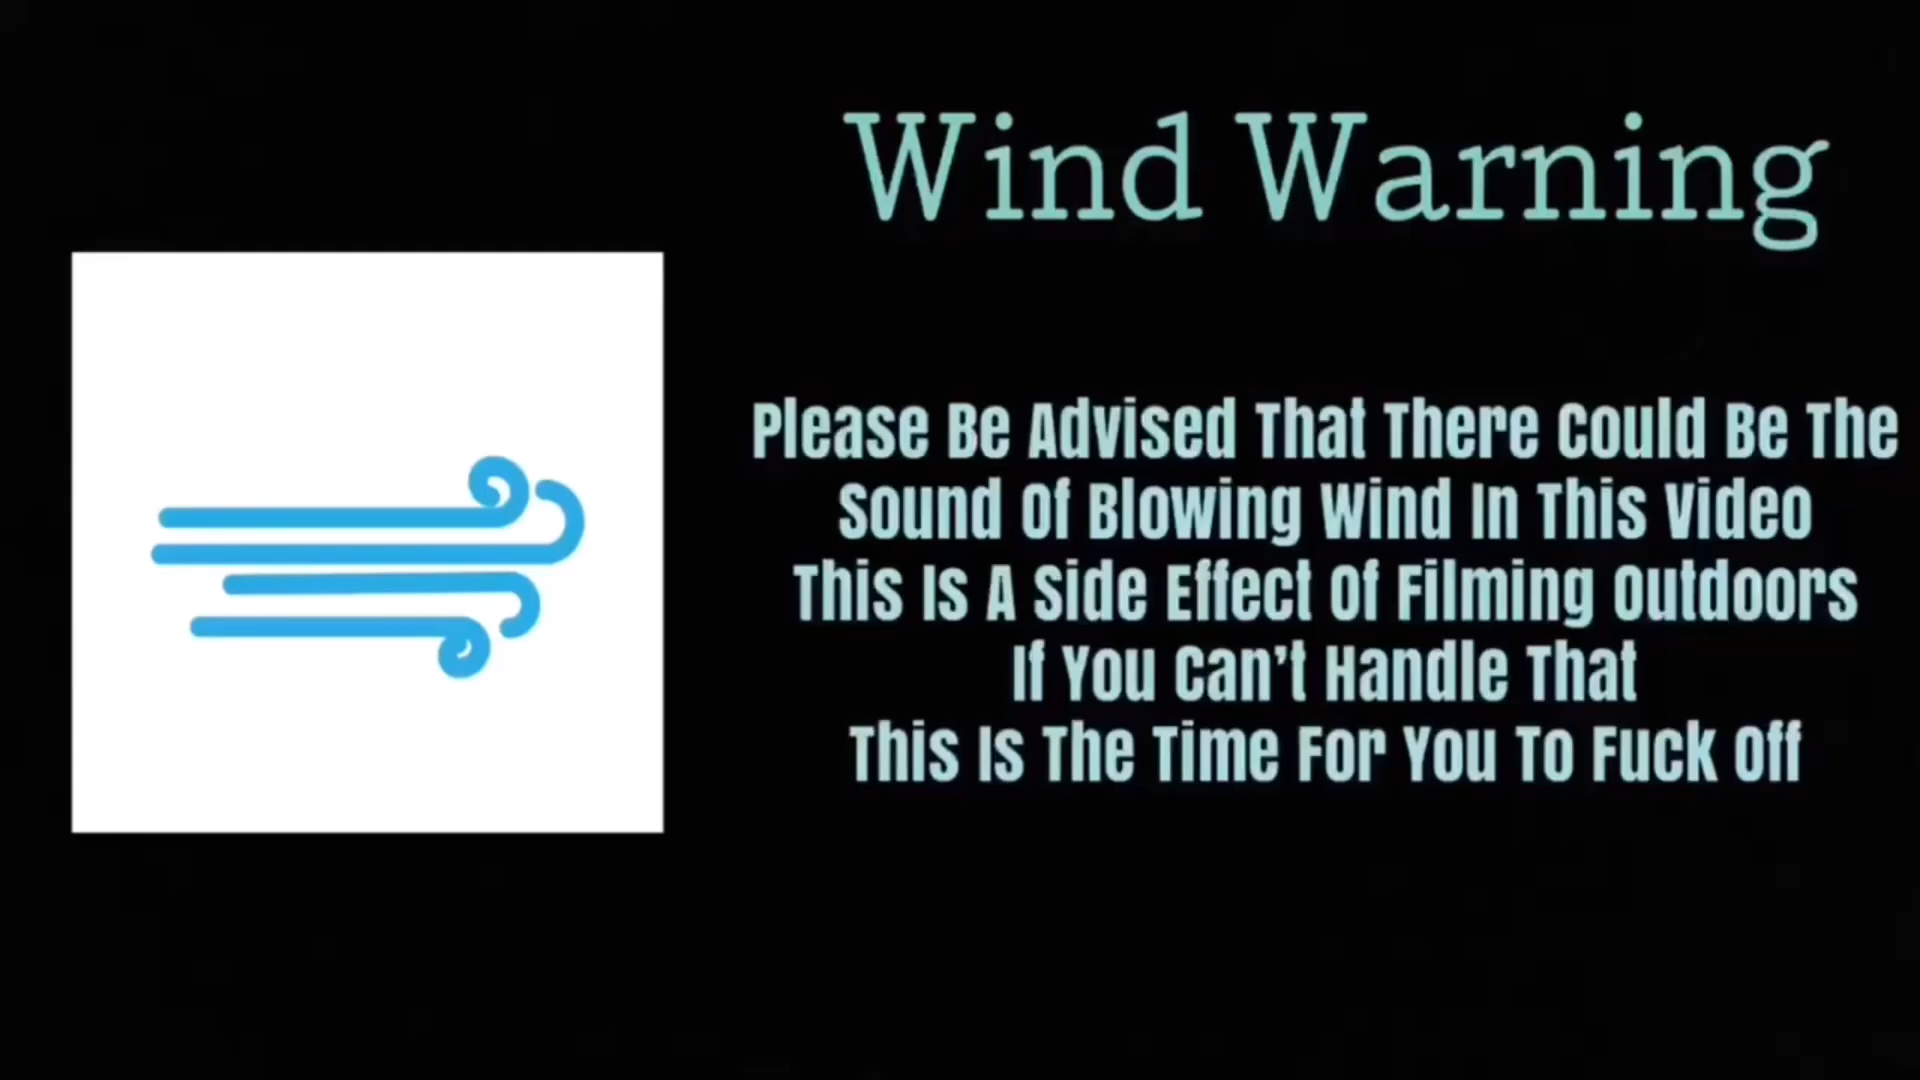 Wind Warning
Please Be Advised That There Could Be The
Sound Of Blowing Wind In This Video
This Is A Side Effect Of Filming Outdoors
If You Can't Handle That
This Is The Time For You To Fuck Off